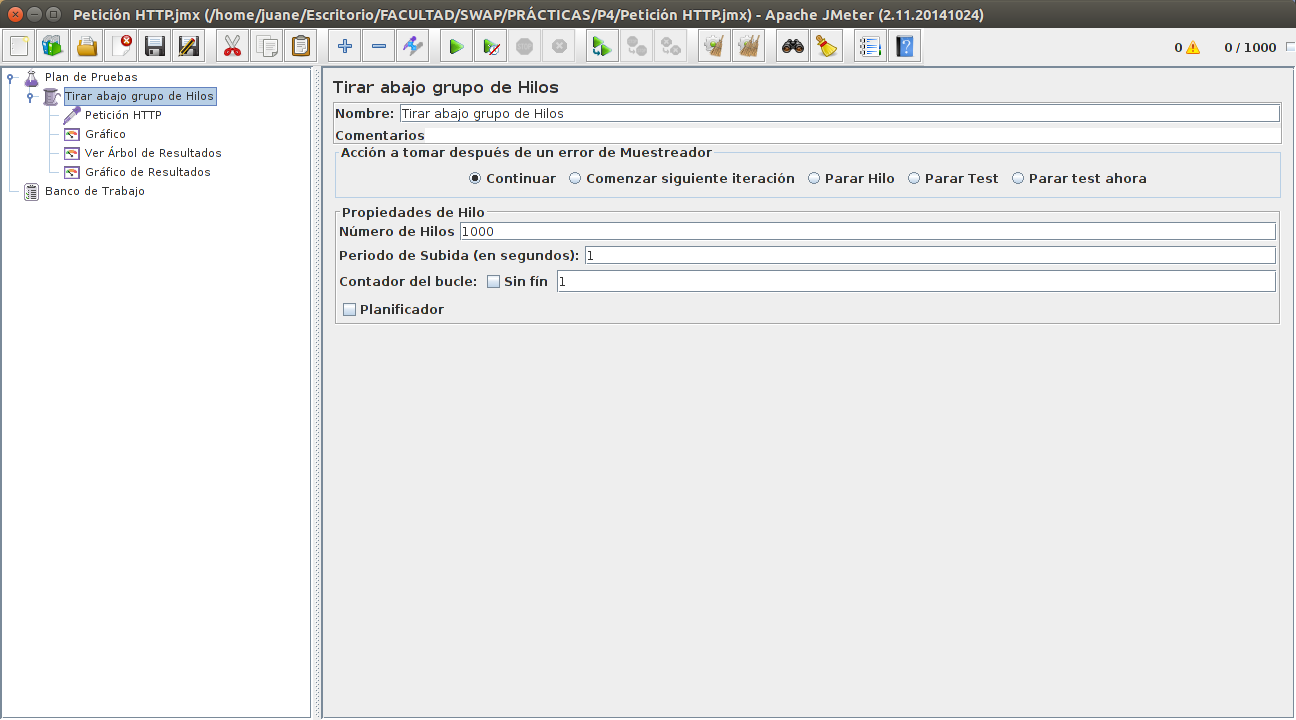 Petición HTTP.jmx (/home/juane/Escritorio/FACULTAD/SWAP/PRÁCTICAS/P4/Petición HTTP.jmx) - Apache JMeter (2.11.20141024)
0 0 / 1000
Plan de Pruebas
Tirar abajo grupo de Hilos
Petición HTTP
Gráfico
Ver Árbol de Resultados
Gráfico de Resultados
Banco de Trabajo
Tirar abajo grupo de Hilos
Nombre: Tirar abajo grupo de Hilos
Comentarios
Acción a tomar después de un error de Muestreador
Continuar Comenzar siguiente iteración Parar Hilo Parar Test Parar test ahora
Propiedades de Hilo
Número de Hilos 1000
Periodo de Subida (en segundos): 1
Contador del bucle: Sin fín 1
Planificador